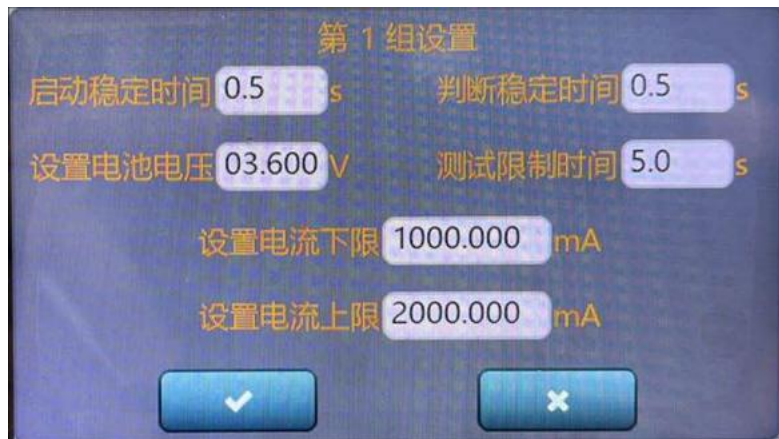 第 1 组设置
启动稳定时间 0.5 s 判断稳定时间 0.5 s
设置电池电压 03.600 V 测试限制时间 5.0 s
设置电流下限 1000.000 mA
设置电流上限 2000.000 mA